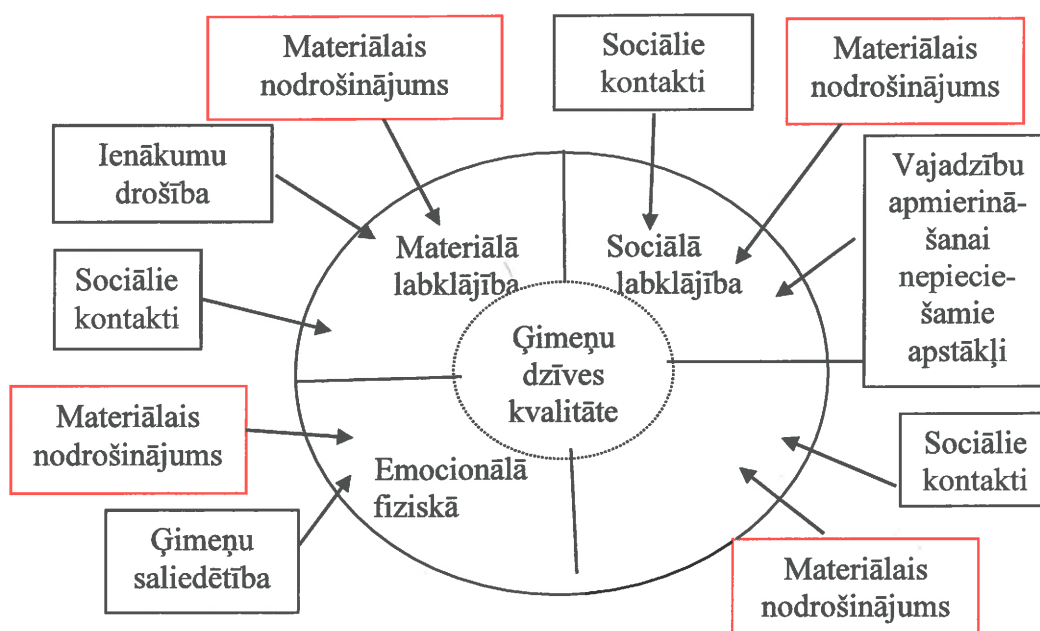 Materiālais
nodrošinājums
Sociālie
kontakti
Materiālais
nodrošinājums
Ienākumu
drošība
Vajadzību
apmierinā-
šanai
nepiecie-
šamie
apstākļi
Materiālā
labklājība
Sociālā
labklājība
Sociālie
kontakti
Ģimeņu
dzīves
kvalitāte
Materiālais
nodrošinājums
Emocionālā
fiziskā
Sociālie
kontakti
Ģimeņu
saliedētība
Materiālais
nodrošinājums